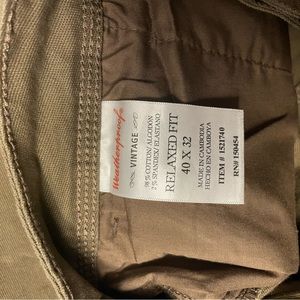 Weatherproof
VINTAGE
98% COTTON/ALGODON
2% SPANDEX/ELASTANO
RELAXED FIT
40 X 32
MADE IN CAMBODIA
HECHO EN CAMBOYA
ITEM # 1521740
RN# 150454